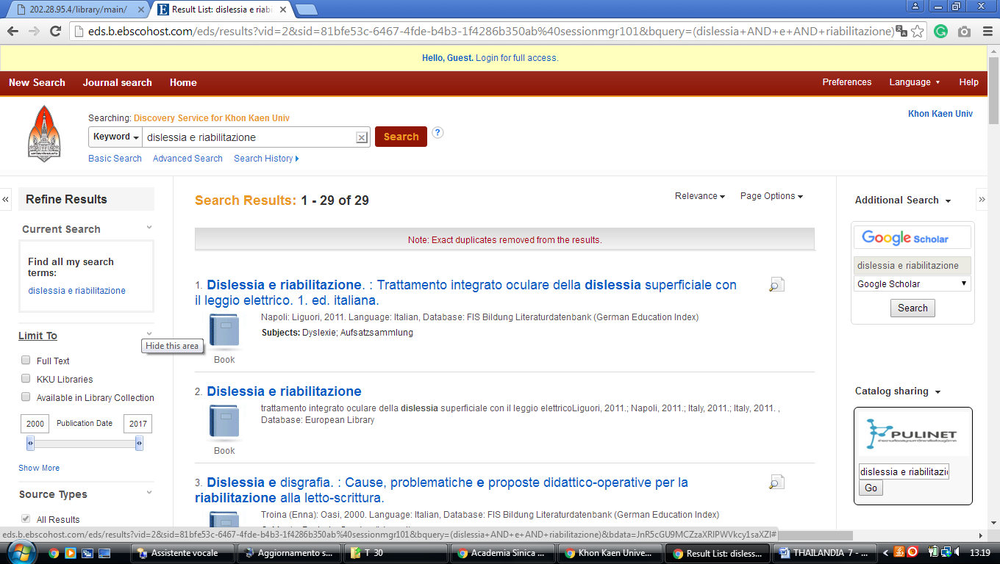 202.28.95.4/library/main/
Result List: dislessia e riab
eds.b.ebscohost.com/eds/results?vid=2&sid=81bfe53c-6467-4fde-b4b3-1f4286b350ab%40sessionmgr101&bquery=(dislessia+AND+e+AND+riabilitazione)
Hello, Guest. Login for full access.
New Search Journal search Home Preferences Language Help
Searching: Discovery Service for Khon Kaen Univ
Khon Kaen Univ
Keyword dislessia e riabilitazione Search ?
Basic Search Advanced Search Search History
Refine Results
Current Search
Find all my search
terms:
dislessia e riabilitazione
Limit To
Hide this area
Full Text
KKU Libraries
Available in Library Collection
2000 Publication Date 2017
Show More
Source Types
All Results
Search Results: 1 - 29 of 29
Relevance Page Options
Note: Exact duplicates removed from the results.
1. Dislessia e riabilitazione. : Trattamento integrato oculare della dislessia superficiale con
il leggio elettrico. 1. ed. italiana.
Napoli: Liguori, 2011. Language: Italian, Database: FIS Bildung Literaturdatenbank (German Education Index)
Subjects: Dyslexie; Aufsatzsammlung
Book
2. Dislessia e riabilitazione
trattamento integrato oculare della dislessia superficiale con il leggio elettricoLiguori, 2011.; Napoli, 2011.; Italy, 2011.; Italy, 2011. ,
Database: European Library
Book
3. Dislessia e disgrafia. : Cause, problematiche e proposte didattico-operative per la
riabilitazione alla letto-scrittura.
Troina (Enna): Oasi, 2000. Language: Italian, Database: FIS Bildung Literaturdatenbank (German Education Index)
Additional Search
Google Scholar
dislessia e riabilitazione
Google Scholar
Search
Catalog sharing
PULINET
dislessia e riabilitazi
Go
eds.b.ebscohost.com/eds/results?vid=2&sid=81bfe53c-6467-4fde-b4b3-1f4286b350ab%40sessionmgr101&bquery=(dislessia+AND+e+AND+riabilitazione)&bdata=JnR5cGU9MCZzaXRlPWVkcy1saXZl#
Assistente vocale
Aggiornamento s...
T 30
Academia Sinica ...
Khon Kaen Unive...
Result List: disless...
THAILANDIA 7 - ...
13.19